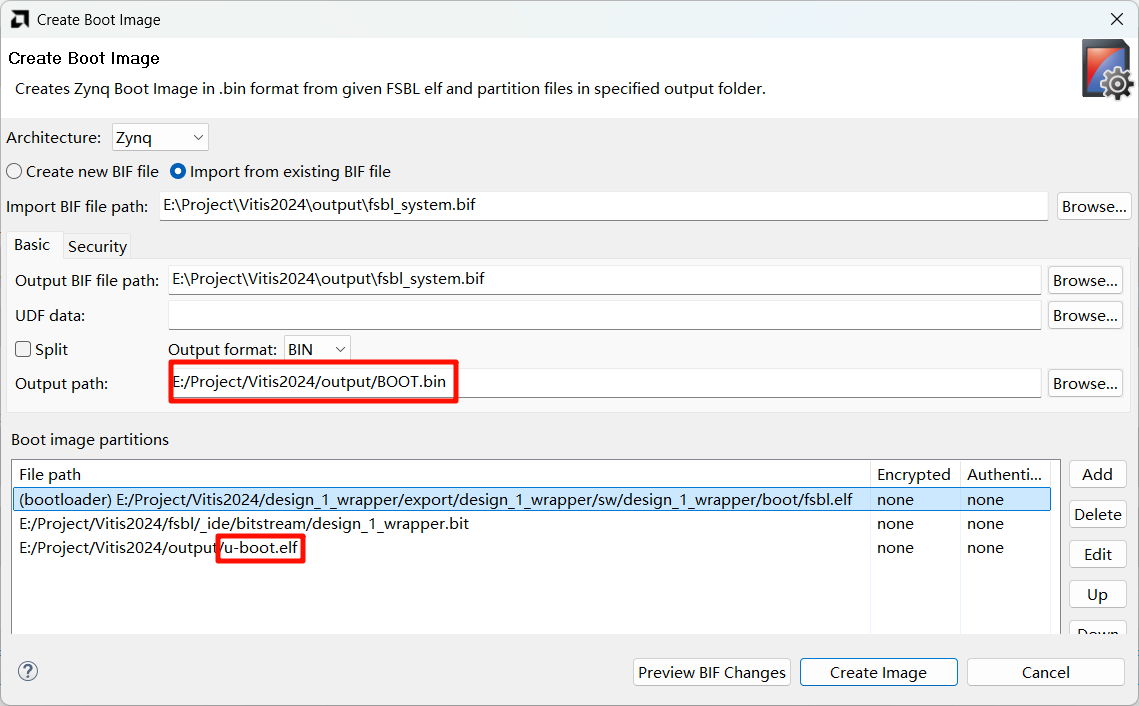 Create Boot Image
Create Boot Image
Creates Zynq Boot Image in .bin format from given FSBL elf and partition files in specified output folder.
Architecture: Zynq
Create new BIF file Import from existing BIF file
Import BIF file path: E:\Project\Vitis2024\output\fsbl_system.bif Browse...
Basic Security
Output BIF file path: E:\Project\Vitis2024\output\fsbl_system.bif Browse...
UDF data: Browse...
Split Output format: BIN
Output path: E:/Project/Vitis2024/output/BOOT.bin Browse...
Boot image partitions
File path Encrypted Authenti... Add
(bootloader) E:/Project/Vitis2024/design_1_wrapper/export/design_1_wrapper/sw/design_1_wrapper/boot/fsbl.elf none none
E:/Project/Vitis2024/fsbl/_ide/bitstream/design_1_wrapper.bit none none Delete
E:/Project/Vitis2024/output/u-boot.elf none none Edit
Up
Down
? Preview BIF Changes Create Image Cancel